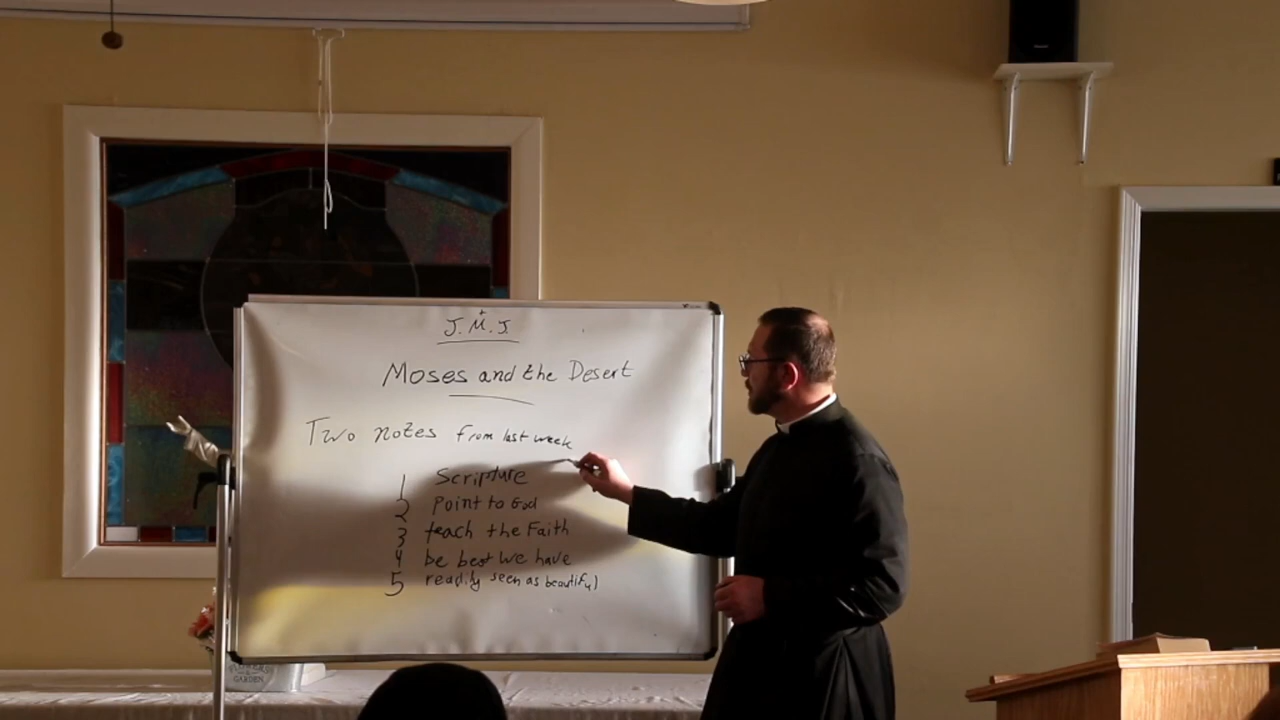 J.M.J.
Moses and the Desert
Two notes from last week
1 Scripture
2 Point to God
3 teach the Faith
4 be best we have
5 readily seen as beautiful
GARDEN